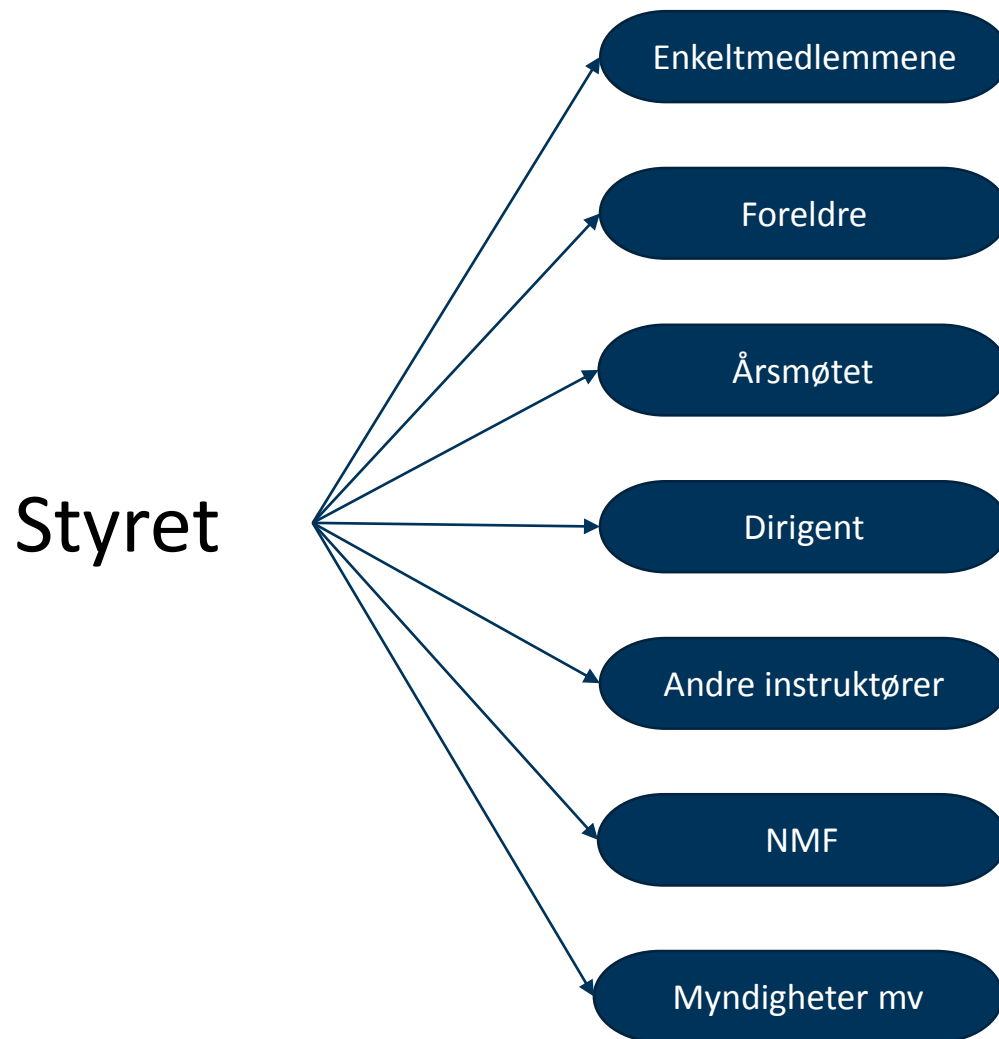 Enkeltmedlemmene
Foreldre
Årsmøtet
Styret
Dirigent
Andre instruktører
NMF
Myndigheter mv